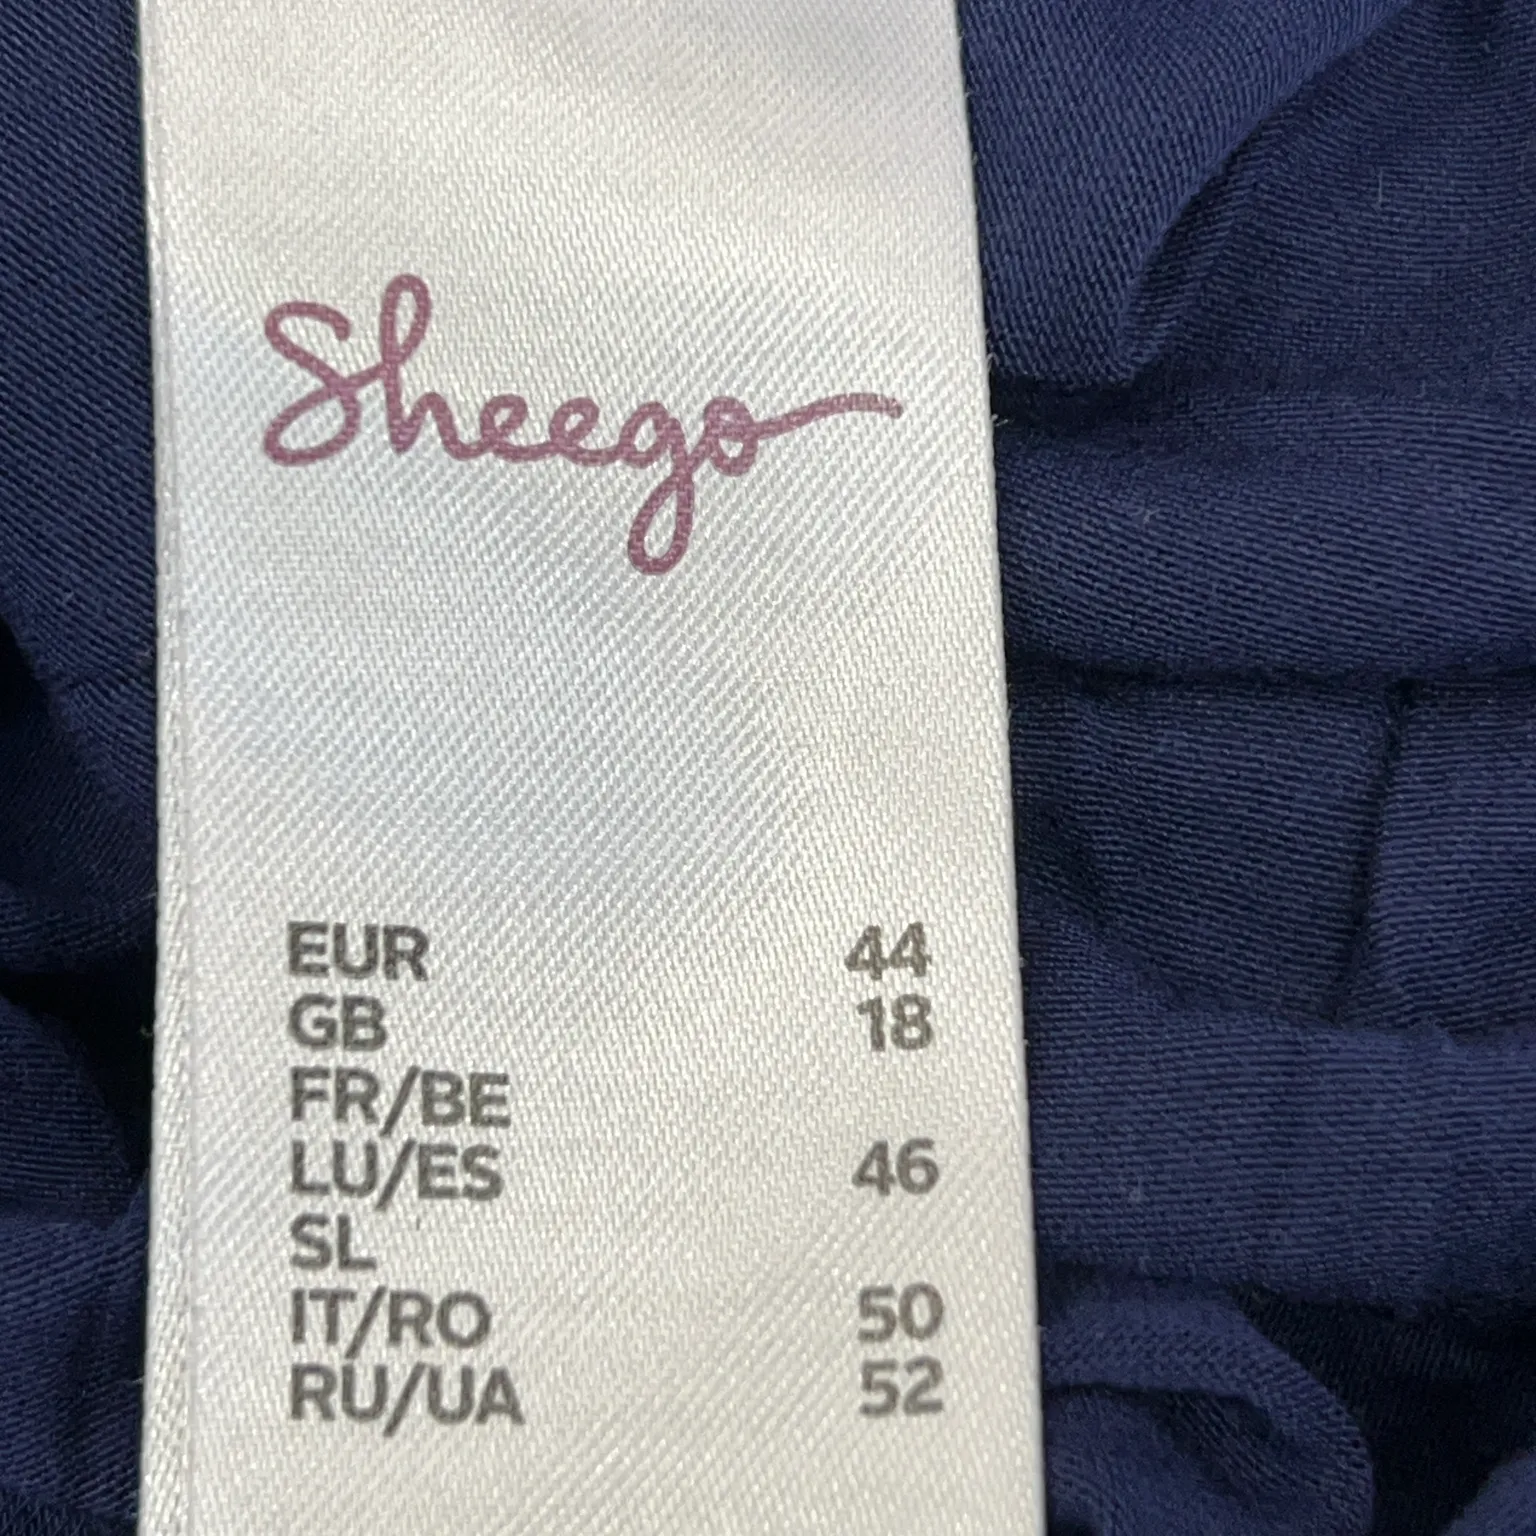 Sheego
EUR 44
GB 18
FR/BE
LU/ES 46
SL
IT/RO 50
RU/UA 52